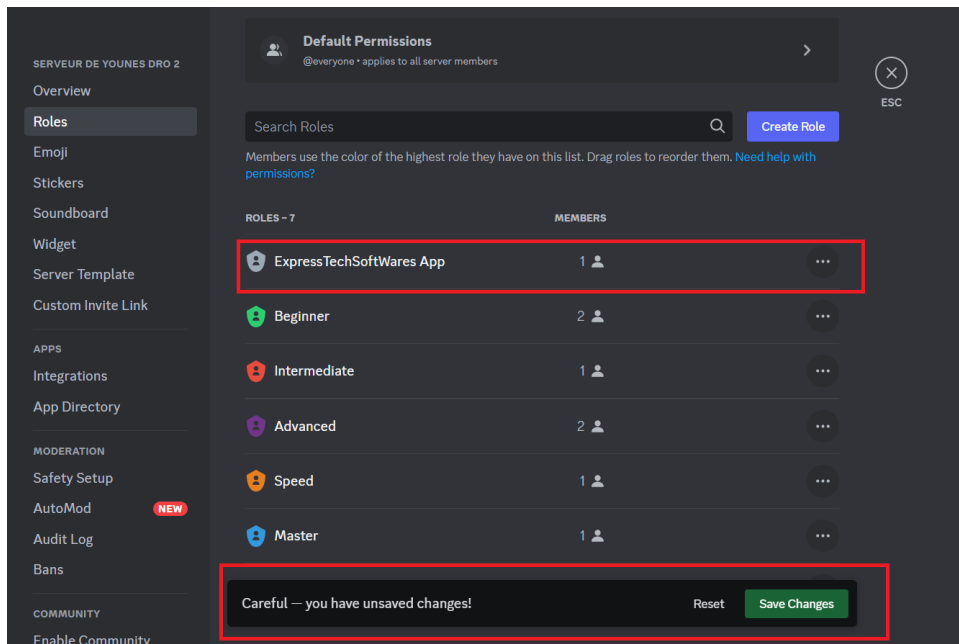 SERVEUR DE YOUNES DRO 2
Overview
Roles
Emoji
Stickers
Soundboard
Widget
Server Template
Custom Invite Link
APPS
Integrations
App Directory
MODERATION
Safety Setup
AutoMod NEW
Audit Log
Bans
COMMUNITY
Enable Community
Default Permissions
@everyone • applies to all server members
ESC
Search Roles
Create Role
Members use the color of the highest role they have on this list. Drag roles to reorder them. Need help with
permissions?
ROLES – 7 MEMBERS
ExpressTechSoftWares App 1
Beginner 2
Intermediate 1
Advanced 2
Speed 1
Master 1
Careful — you have unsaved changes! Reset Save Changes